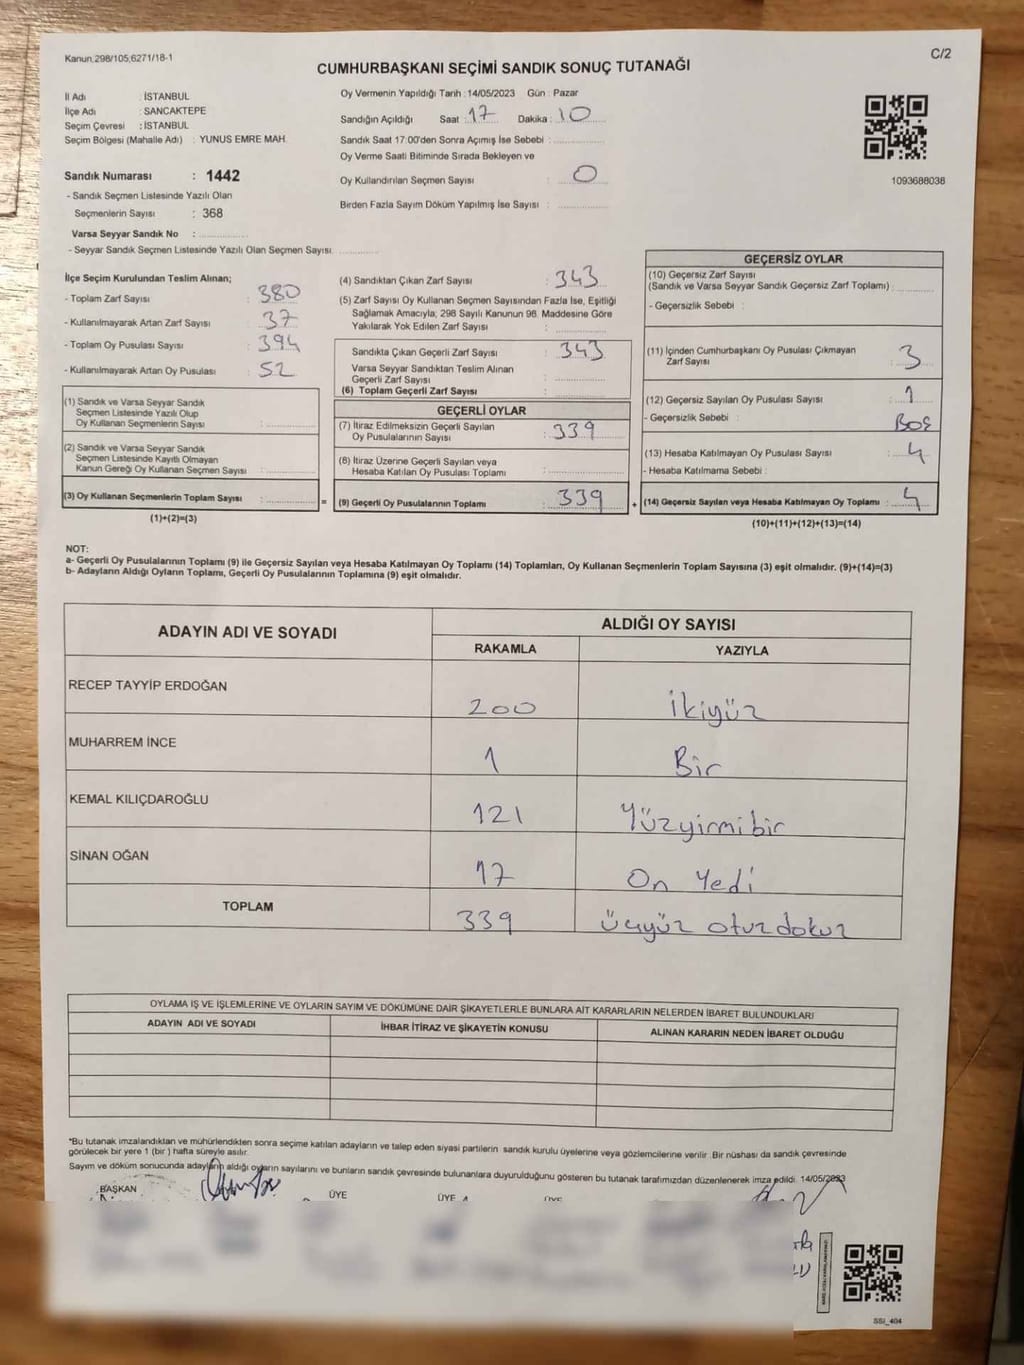 Kanun;298/105;6271/18-1
C/2
CUMHURBAŞKANI SEÇİMİ SANDIK SONUÇ TUTANAĞI
İl Adı : İSTANBUL
İlçe Adı : SANCAKTEPE
Seçim Çevresi : İSTANBUL
Seçim Bölgesi (Mahalle Adı) : YUNUS EMRE MAH.
Sandık Numarası : 1442
- Sandık Seçmen Listesinde Yazılı Olan
Seçmenlerin Sayısı : 368
Varsa Seyyar Sandık No :
- Seyyar Sandık Seçmen Listesinde Yazılı Olan Seçmen Sayısı
Oy Vermenin Yapıldığı Tarih : 14/05/2023 Gün : Pazar
Sandığın Açıldığı Saat : 17 Dakika : 10
Sandık Saat 17:00'den Sonra Açımış İse Sebebi :
Oy Verme Saati Bitiminde Sırada Bekleyen ve
Oy Kullandırılan Seçmen Sayısı : 0
Birden Fazla Sayım Döküm Yapılmış İse Sayısı :
1093688038
İlçe Seçim Kurulundan Teslim Alınan;
- Toplam Zarf Sayısı : 380
- Kullanılmayarak Artan Zarf Sayısı : 37
- Toplam Oy Pusulası Sayısı : 394
- Kullanılmayarak Artan Oy Pusulası : 52
(1) Sandık ve Varsa Seyyar Sandık
Seçmen Listesinde Yazılı Olup
Oy Kullanan Seçmenlerin Sayısı :
(2) Sandık ve Varsa Seyyar Sandık
Seçmen Listesinde Kayıtlı Olmayan
Kanun Gereği Oy Kullanan Seçmen Sayısı :
(3) Oy Kullanan Seçmenlerin Toplam Sayısı : =
(1)+(2)=(3)
(4) Sandıktan Çıkan Zarf Sayısı : 343
(5) Zarf Sayısı Oy Kullanan Seçmen Sayısından Fazla İse, Eşitliği
Sağlamak Amacıyla; 298 Sayılı Kanunun 98. Maddesine Göre
Yakılarak Yok Edilen Zarf Sayısı :
Sandıkta Çıkan Geçerli Zarf Sayısı : 343
Varsa Seyyar Sandıktan Teslim Alınan
Geçerli Zarf Sayısı :
(6) Toplam Geçerli Zarf Sayısı :
GEÇERLİ OYLAR
(7) İtiraz Edilmeksizin Geçerli Sayılan
Oy Pusulalarının Sayısı : 339
(8) İtiraz Üzerine Geçerli Sayılan veya
Hesaba Katılan Oy Pusulası Toplamı :
(9) Geçerli Oy Pusulalarının Toplamı : 339 +
GEÇERSİZ OYLAR
(10) Geçersiz Zarf Sayısı
(Sandık ve Varsa Seyyar Sandık Geçersiz Zarf Toplamı) :
- Geçersizlik Sebebi :
(11) İçinden Cumhurbaşkanı Oy Pusulası Çıkmayan
Zarf Sayısı : 3
(12) Geçersiz Sayılan Oy Pusulası Sayısı : 1
- Geçersizlik Sebebi : BOŞ
(13) Hesaba Katılmayan Oy Pusulası Sayısı : 4
- Hesaba Katılmama Sebebi :
(14) Geçersiz Sayılan veya Hesaba Katılmayan Oy Toplamı : 4
(10)+(11)+(12)+(13)=(14)
NOT:
a- Geçerli Oy Pusulalarının Toplamı (9) ile Geçersiz Sayılan veya Hesaba Katılmayan Oy Toplamı (14) Toplamları, Oy Kullanan Seçmenlerin Toplam Sayısına (3) eşit olmalıdır. (9)+(14)=(3)
b- Adayların Aldığı Oyların Toplamı, Geçerli Oy Pusulalarının Toplamına (9) eşit olmalıdır.
ADAYIN ADI VE SOYADI
ALDIĞI OY SAYISI
RAKAMLA YAZIYLA
RECEP TAYYİP ERDOĞAN 200 İkiyüz
MUHARREM İNCE 1 Bir
KEMAL KILIÇDAROĞLU 121 Yüzyirmibir
SİNAN OĞAN 17 On Yedi
TOPLAM 339 üçyüz otuzdokuz
OYLAMA İŞ VE İŞLEMLERİNE VE OYLARIN SAYIM VE DÖKÜMÜNE DAİR ŞİKAYETLERLE BUNLARA AİT KARARLARIN NELERDEN İBARET BULUNDUKLARI
ADAYIN ADI VE SOYADI İHBAR İTİRAZ VE ŞİKAYETİN KONUSU ALINAN KARARIN NEDEN İBARET OLDUĞU
*Bu tutanak imzalandıktan ve mühürlendikten sonra seçime katılan adayların ve talep eden siyasi partilerin sandık kurulu üyelerine veya gözlemcilerine verilir. Bir nüshası da sandık çevresinde
görülecek bir yere 1 (bir ) hafta süreyle asılır.
Sayım ve döküm sonucunda adayların aldığı oyların sayılarını ve bunların sandık çevresinde bulunanlara duyurulduğunu gösteren bu tutanak tarafımızdan düzenlenerek imza edildi. 14/05/2023
BAŞKAN ÜYE ÜYE ÜYE
SSI_404